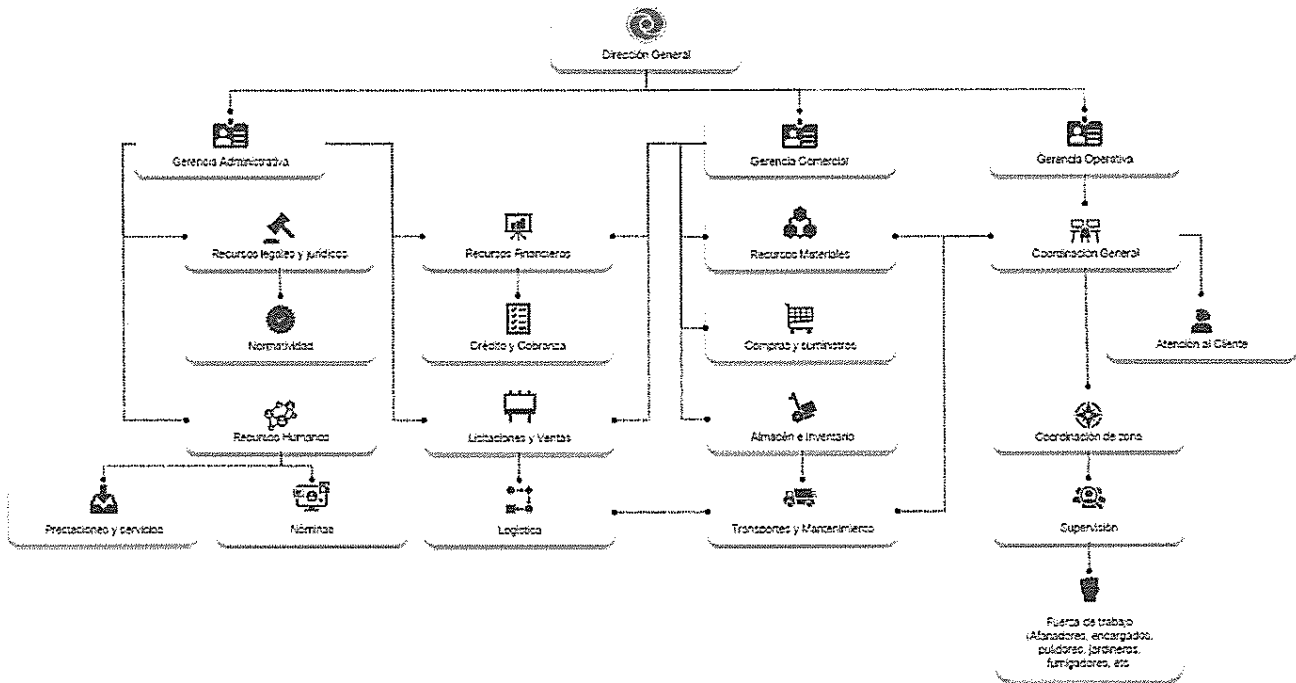 Dirección General
Gerencia Administrativa
Gerencia Comercial
Gerencia Operativa
Recursos legales y jurídicos
Recursos Financieros
Recursos Materiales
Coordinación General
Normatividad
Crédito y Cobranza
Compras y suministros
Atención al Cliente
Recursos Humanos
Licitaciones y Ventas
Almacén e Inventario
Coordinación de zona
Prestaciones y servicios
Nóminas
Logística
Transportes y Mantenimiento
Supervisión
Fuerza de trabajo
(Afanadores, encargados,
pulidores, jardineros,
fumigadores, etc